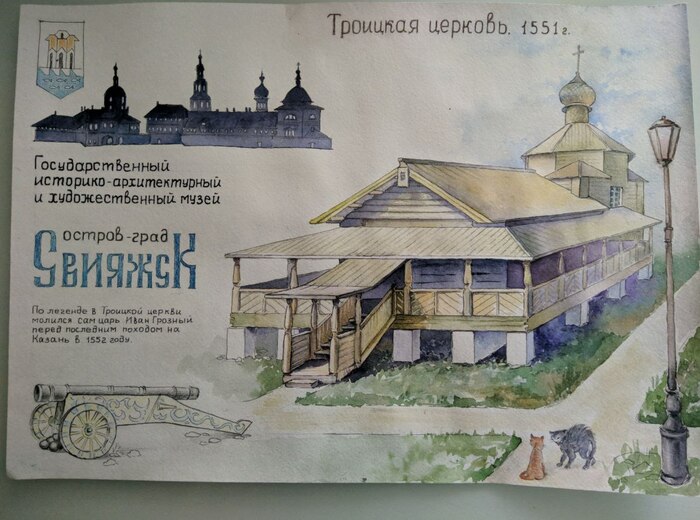 Троицкая церковь. 1551 г.
Государственный
историко-архитектурный
и художественный музей
остров-град
Свияжск
По легенде в Троицкой церкви
молился сам царь Иван Грозный
перед последним походом на
Казань в 1552 году.